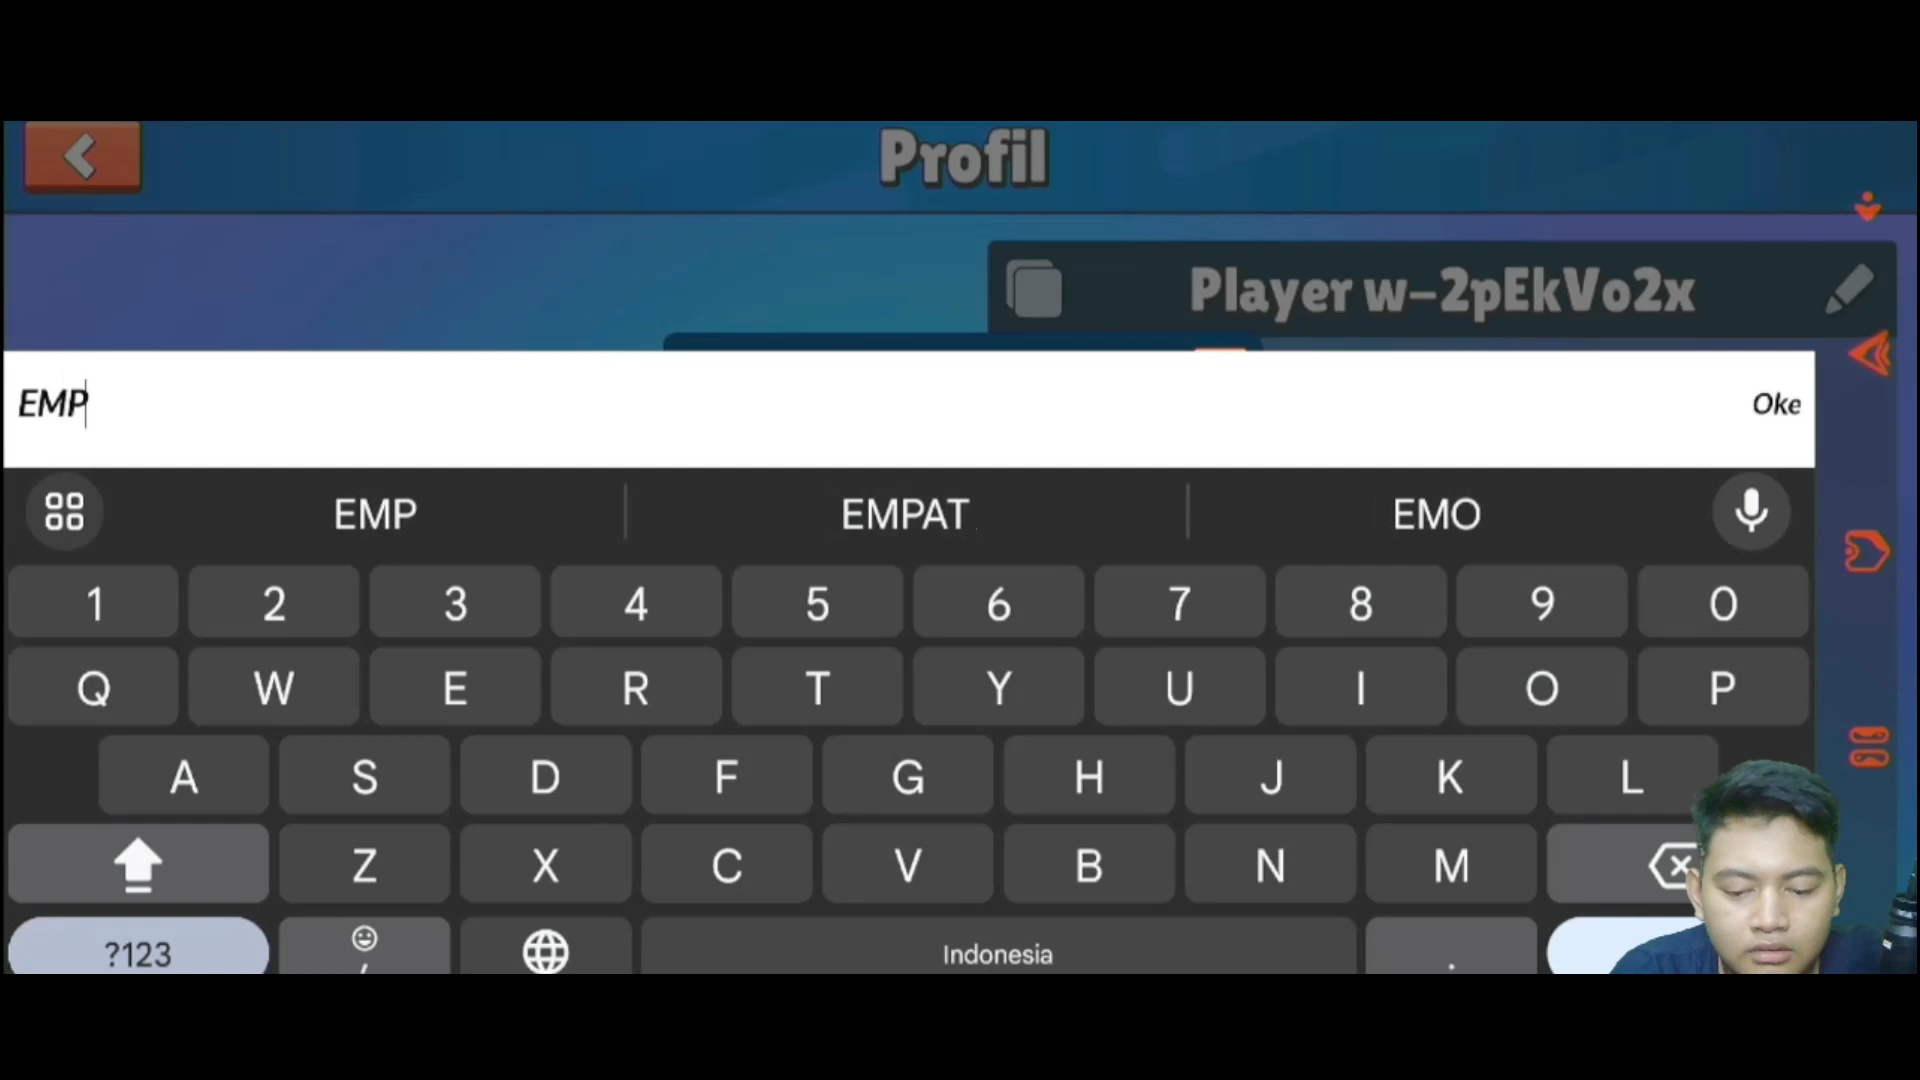 Profil
Player w-2pEkVo2x
EMP
Oke
EMP EMPAT EMO
1 2 3 4 5 6 7 8 9 0
Q W E R T Y U I O P
A S D F G H J K L
Z X C V B N M
?123 , Indonesia .